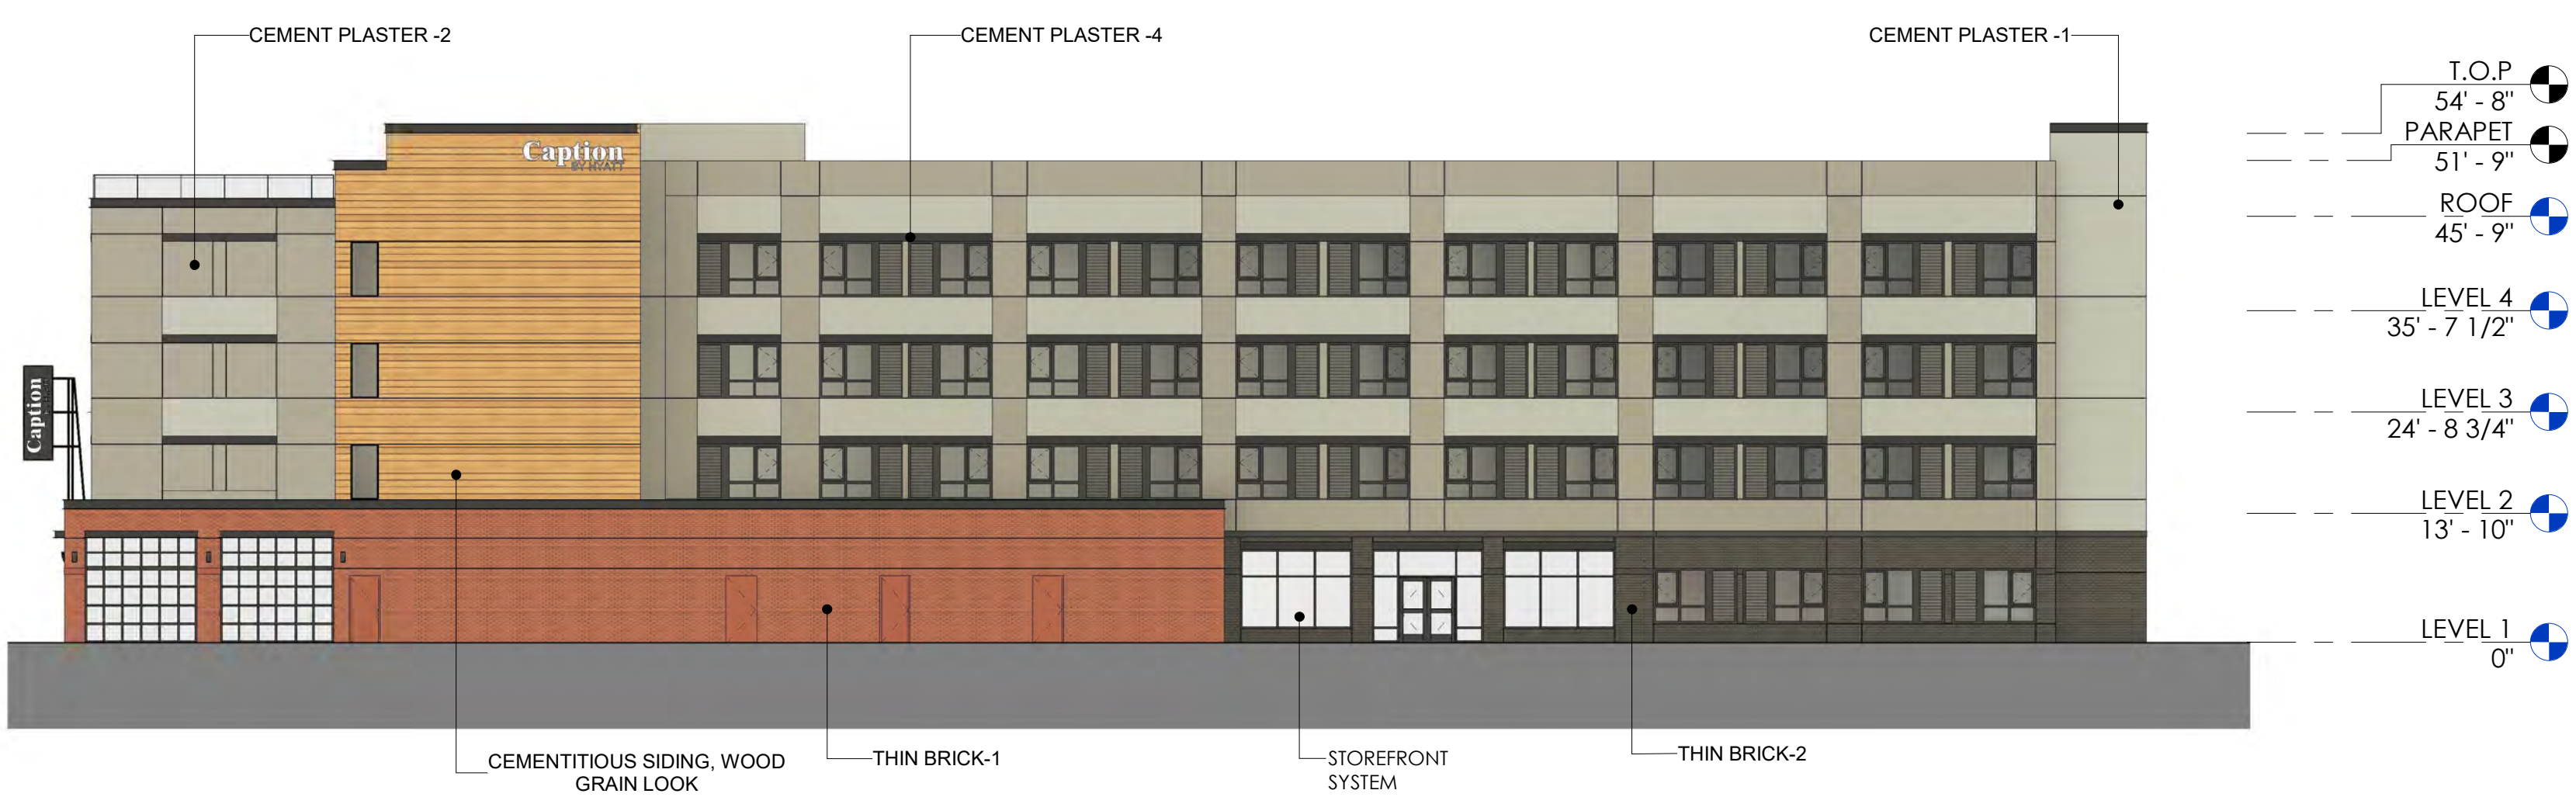 CEMENT PLASTER -2
CEMENT PLASTER -4
CEMENT PLASTER -1
T.O.P
54' - 8"
PARAPET
51' - 9"
ROOF
45' - 9"
LEVEL 4
35' - 7 1/2"
LEVEL 3
24' - 8 3/4"
LEVEL 2
13' - 10"
LEVEL 1
0"
Caption
BY HYATT
Caption
CEMENTITIOUS SIDING, WOOD
GRAIN LOOK
THIN BRICK-1
STOREFRONT
SYSTEM
THIN BRICK-2